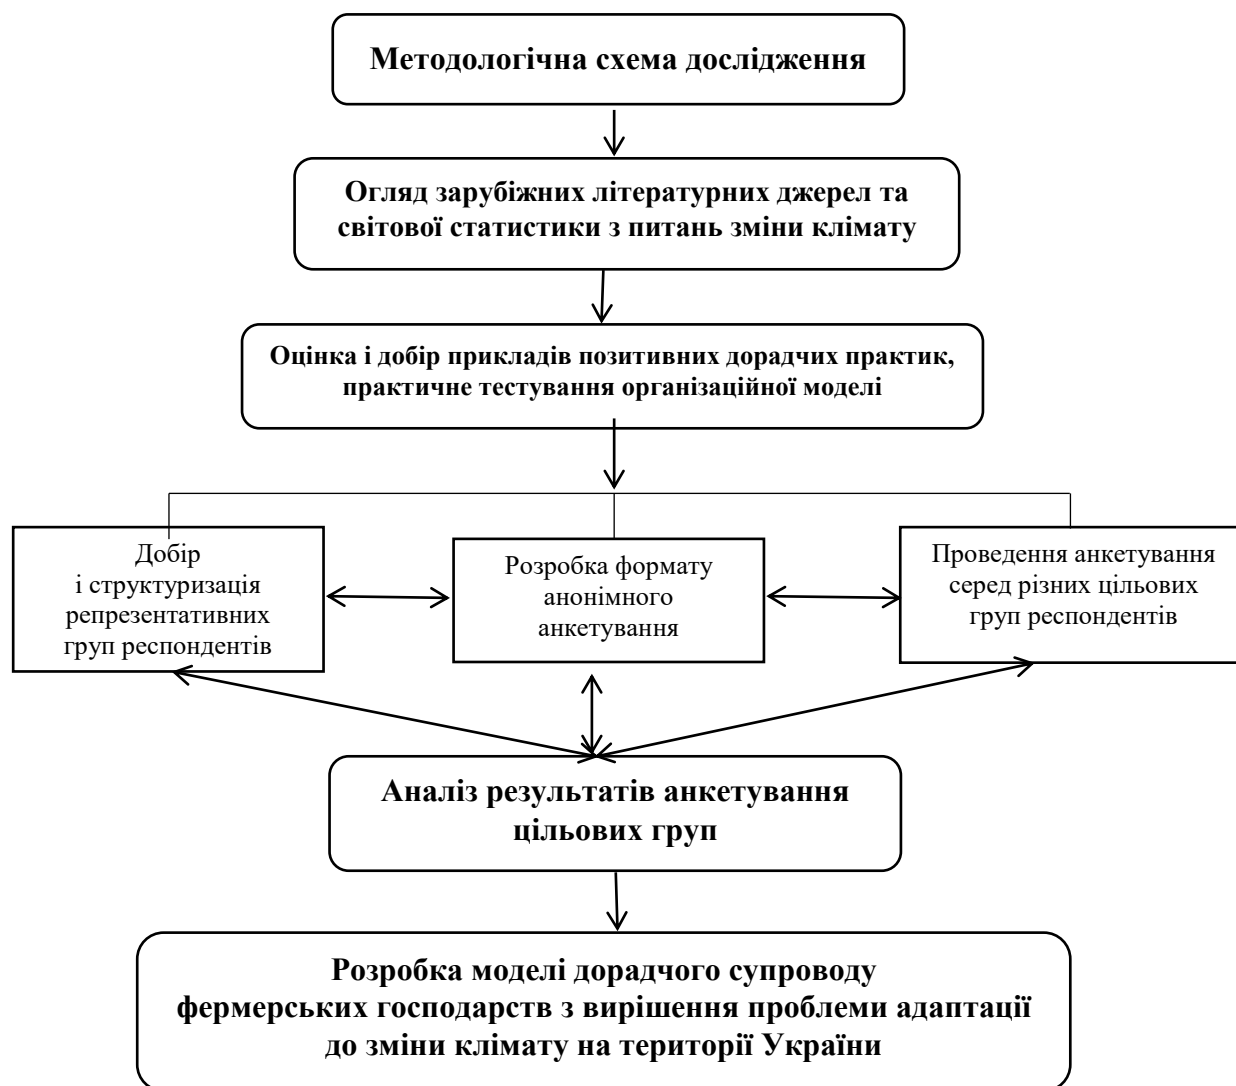 Методологічна схема дослідження
Огляд зарубіжних літературних джерел та
світової статистики з питань зміни клімату
Оцінка і добір прикладів позитивних дорадчих практик,
практичне тестування організаційної моделі
Добір
і структуризація
репрезентативних
груп респондентів
Розробка формату
анонімного
анкетування
Проведення анкетування
серед різних цільових
груп респондентів
Аналіз результатів анкетування
цільових груп
Розробка моделі дорадчого супроводу
фермерських господарств з вирішення проблеми адаптації
до зміни клімату на території України